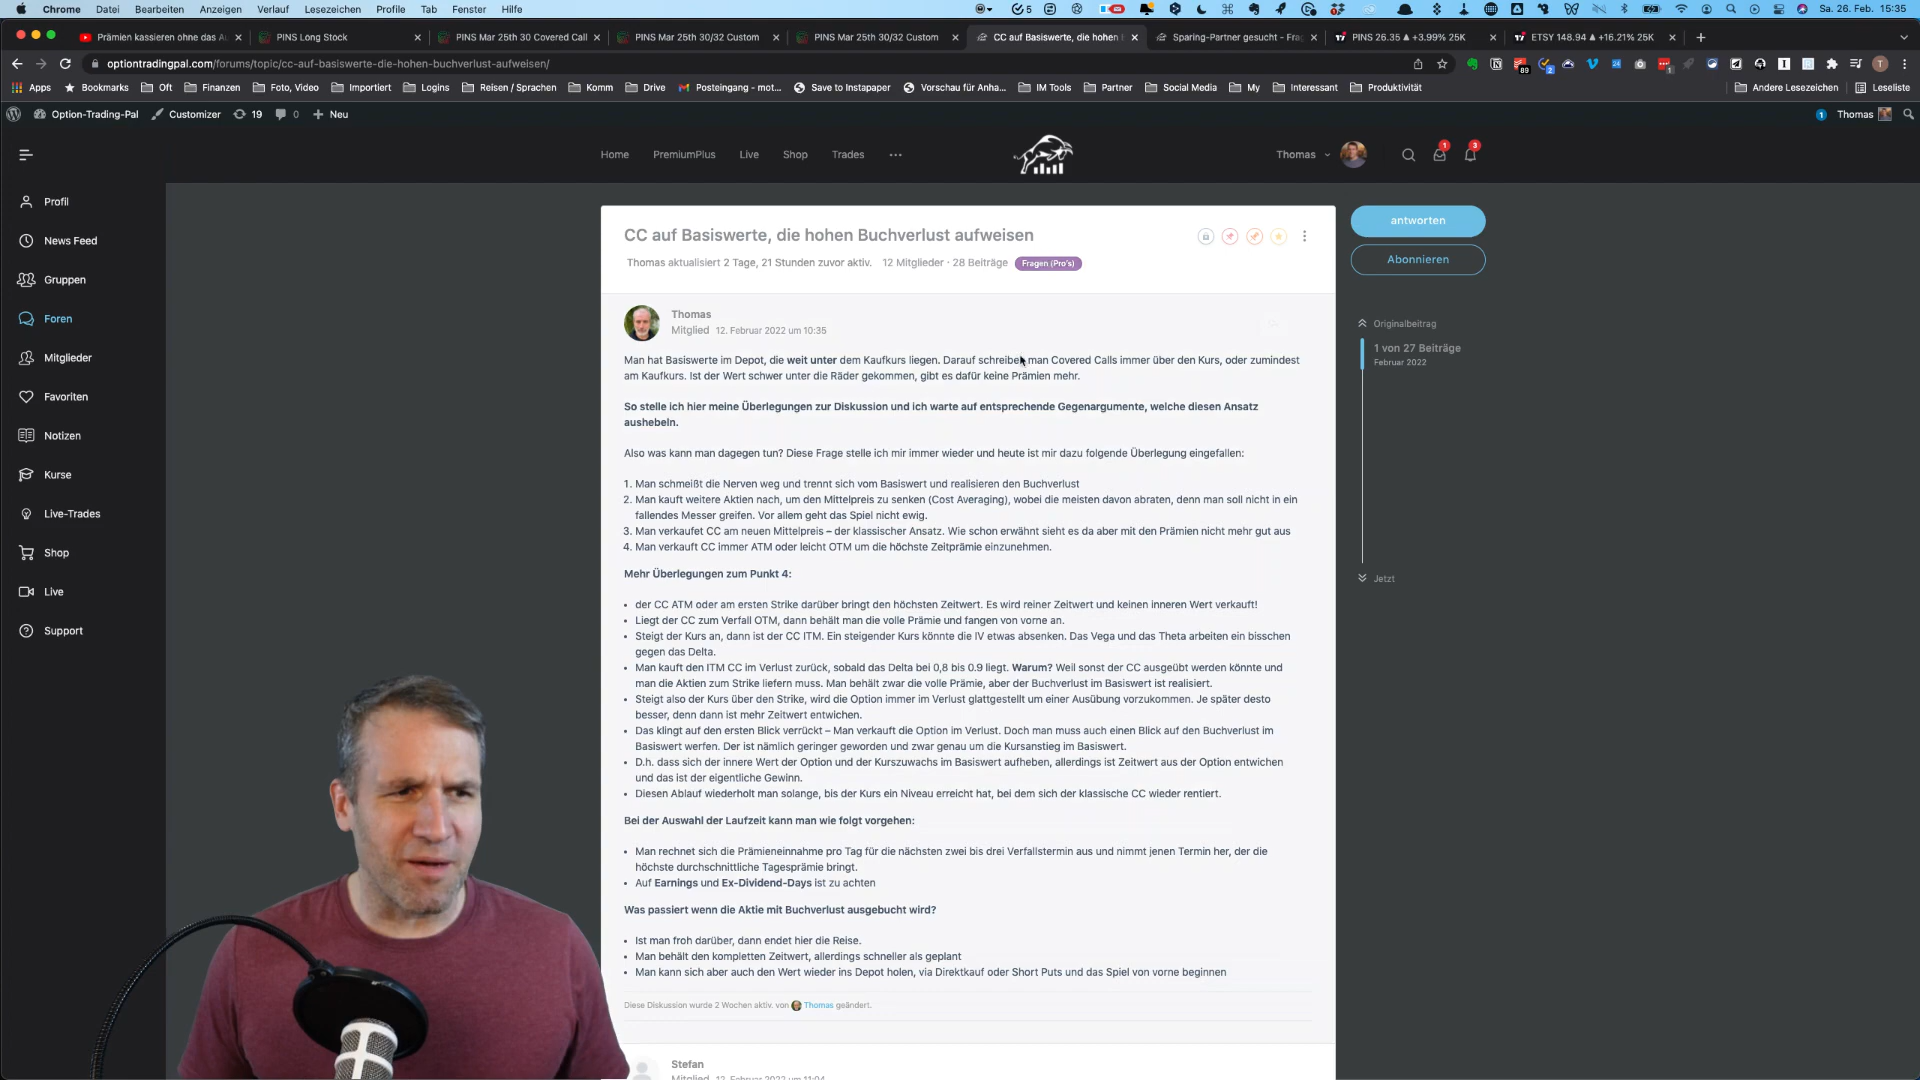 Chrome Datei Bearbeiten Anzeigen Verlauf Lesezeichen Profile Tab Fenster Hilfe
5
Sa. 26. Feb. 15:35
Prämien kassieren ohne das
PINS Long Stock
PINS Mar 25th 30 Covered Call
PINS Mar 25th 30/32 Custom
PINS Mar 25th 30/32 Custom
CC auf Basiswerte, die hohen
Sparing-Partner gesucht - Fra
PINS 26.35 ▲ +3.99% 25K
ETSY 148.94 ▲ +16.21% 25K
optiontradingpal.com/forums/topic/cc-auf-basiswerte-die-hohen-buchverlust-aufweisen/
Apps Bookmarks Oft Finanzen Foto, Video Importiert Logins Reisen / Sprachen Komm Drive Posteingang - mot... Save to Instapaper Vorschau für Anha... IM Tools Partner Social Media My Interessant Produktivität Andere Lesezeichen Leseliste
Option-Trading-Pal Customizer 19 0 Neu
1 Thomas
Home PremiumPlus Live Shop Trades
Thomas
1
3
Profil
News Feed
Gruppen
Foren
Mitglieder
Favoriten
Notizen
Kurse
Live-Trades
Shop
Live
Support
CC auf Basiswerte, die hohen Buchverlust aufweisen
Thomas aktualisiert 2 Tage, 21 Stunden zuvor aktiv. 12 Mitglieder · 28 Beiträge Fragen (Pro's)
Thomas
Mitglied 12. Februar 2022 um 10:35
Man hat Basiswerte im Depot, die weit unter dem Kaufkurs liegen. Darauf schreiben man Covered Calls immer über den Kurs, oder zumindest
am Kaufkurs. Ist der Wert schwer unter die Räder gekommen, gibt es dafür keine Prämien mehr.
So stelle ich hier meine Überlegungen zur Diskussion und ich warte auf entsprechende Gegenargumente, welche diesen Ansatz
aushebeln.
Also was kann man dagegen tun? Diese Frage stelle ich mir immer wieder und heute ist mir dazu folgende Überlegung eingefallen:
1. Man schmeißt die Nerven weg und trennt sich vom Basiswert und realisieren den Buchverlust
2. Man kauft weitere Aktien nach, um den Mittelpreis zu senken (Cost Averaging), wobei die meisten davon abraten, denn man soll nicht in ein
fallendes Messer greifen. Vor allem geht das Spiel nicht ewig.
3. Man verkaufet CC am neuen Mittelpreis – der klassischer Ansatz. Wie schon erwähnt sieht es da aber mit den Prämien nicht mehr gut aus
4. Man verkauft CC immer ATM oder leicht OTM um die höchste Zeitprämie einzunehmen.
Mehr Überlegungen zum Punkt 4:
• der CC ATM oder am ersten Strike darüber bringt den höchsten Zeitwert. Es wird reiner Zeitwert und keinen inneren Wert verkauft!
• Liegt der CC zum Verfall OTM, dann behält man die volle Prämie und fangen von vorne an.
• Steigt der Kurs an, dann ist der CC ITM. Ein steigender Kurs könnte die IV etwas absenken. Das Vega und das Theta arbeiten ein bisschen
gegen das Delta.
• Man kauft den ITM CC im Verlust zurück, sobald das Delta bei 0,8 bis 0.9 liegt. Warum? Weil sonst der CC ausgeübt werden könnte und
man die Aktien zum Strike liefern muss. Man behält zwar die volle Prämie, aber der Buchverlust im Basiswert ist realisiert.
• Steigt also der Kurs über den Strike, wird die Option immer im Verlust glattgestellt um einer Ausübung vorzukommen. Je später desto
besser, denn dann ist mehr Zeitwert entwichen.
• Das klingt auf den ersten Blick verrückt – Man verkauft die Option im Verlust. Doch man muss auch einen Blick auf den Buchverlust im
Basiswert werfen. Der ist nämlich geringer geworden und zwar genau um die Kursanstieg im Basiswert.
• D.h. dass sich der innere Wert der Option und der Kurszuwachs im Basiswert aufheben, allerdings ist Zeitwert aus der Option entwichen
und das ist der eigentliche Gewinn.
• Diesen Ablauf wiederholt man solange, bis der Kurs ein Niveau erreicht hat, bei dem sich der klassische CC wieder rentiert.
Bei der Auswahl der Laufzeit kann man wie folgt vorgehen:
• Man rechnet sich die Prämieneinnahme pro Tag für die nächsten zwei bis drei Verfallstermin aus und nimmt jenen Termin her, der die
höchste durchschnittliche Tagesprämie bringt.
• Auf Earnings und Ex-Dividend-Days ist zu achten
Was passiert wenn die Aktie mit Buchverlust ausgebucht wird?
• Ist man froh darüber, dann endet hier die Reise.
• Man behält den kompletten Zeitwert, allerdings schneller als geplant
• Man kann sich aber auch den Wert wieder ins Depot holen, via Direktkauf oder Short Puts und das Spiel von vorne beginnen
Diese Diskussion wurde 2 Wochen aktiv. von Thomas geändert.
Stefan
Mitglied 12. Februar 2022 um 11:04
antworten
Abonnieren
Originalbeitrag
1 von 27 Beiträge
Februar 2022
Jetzt